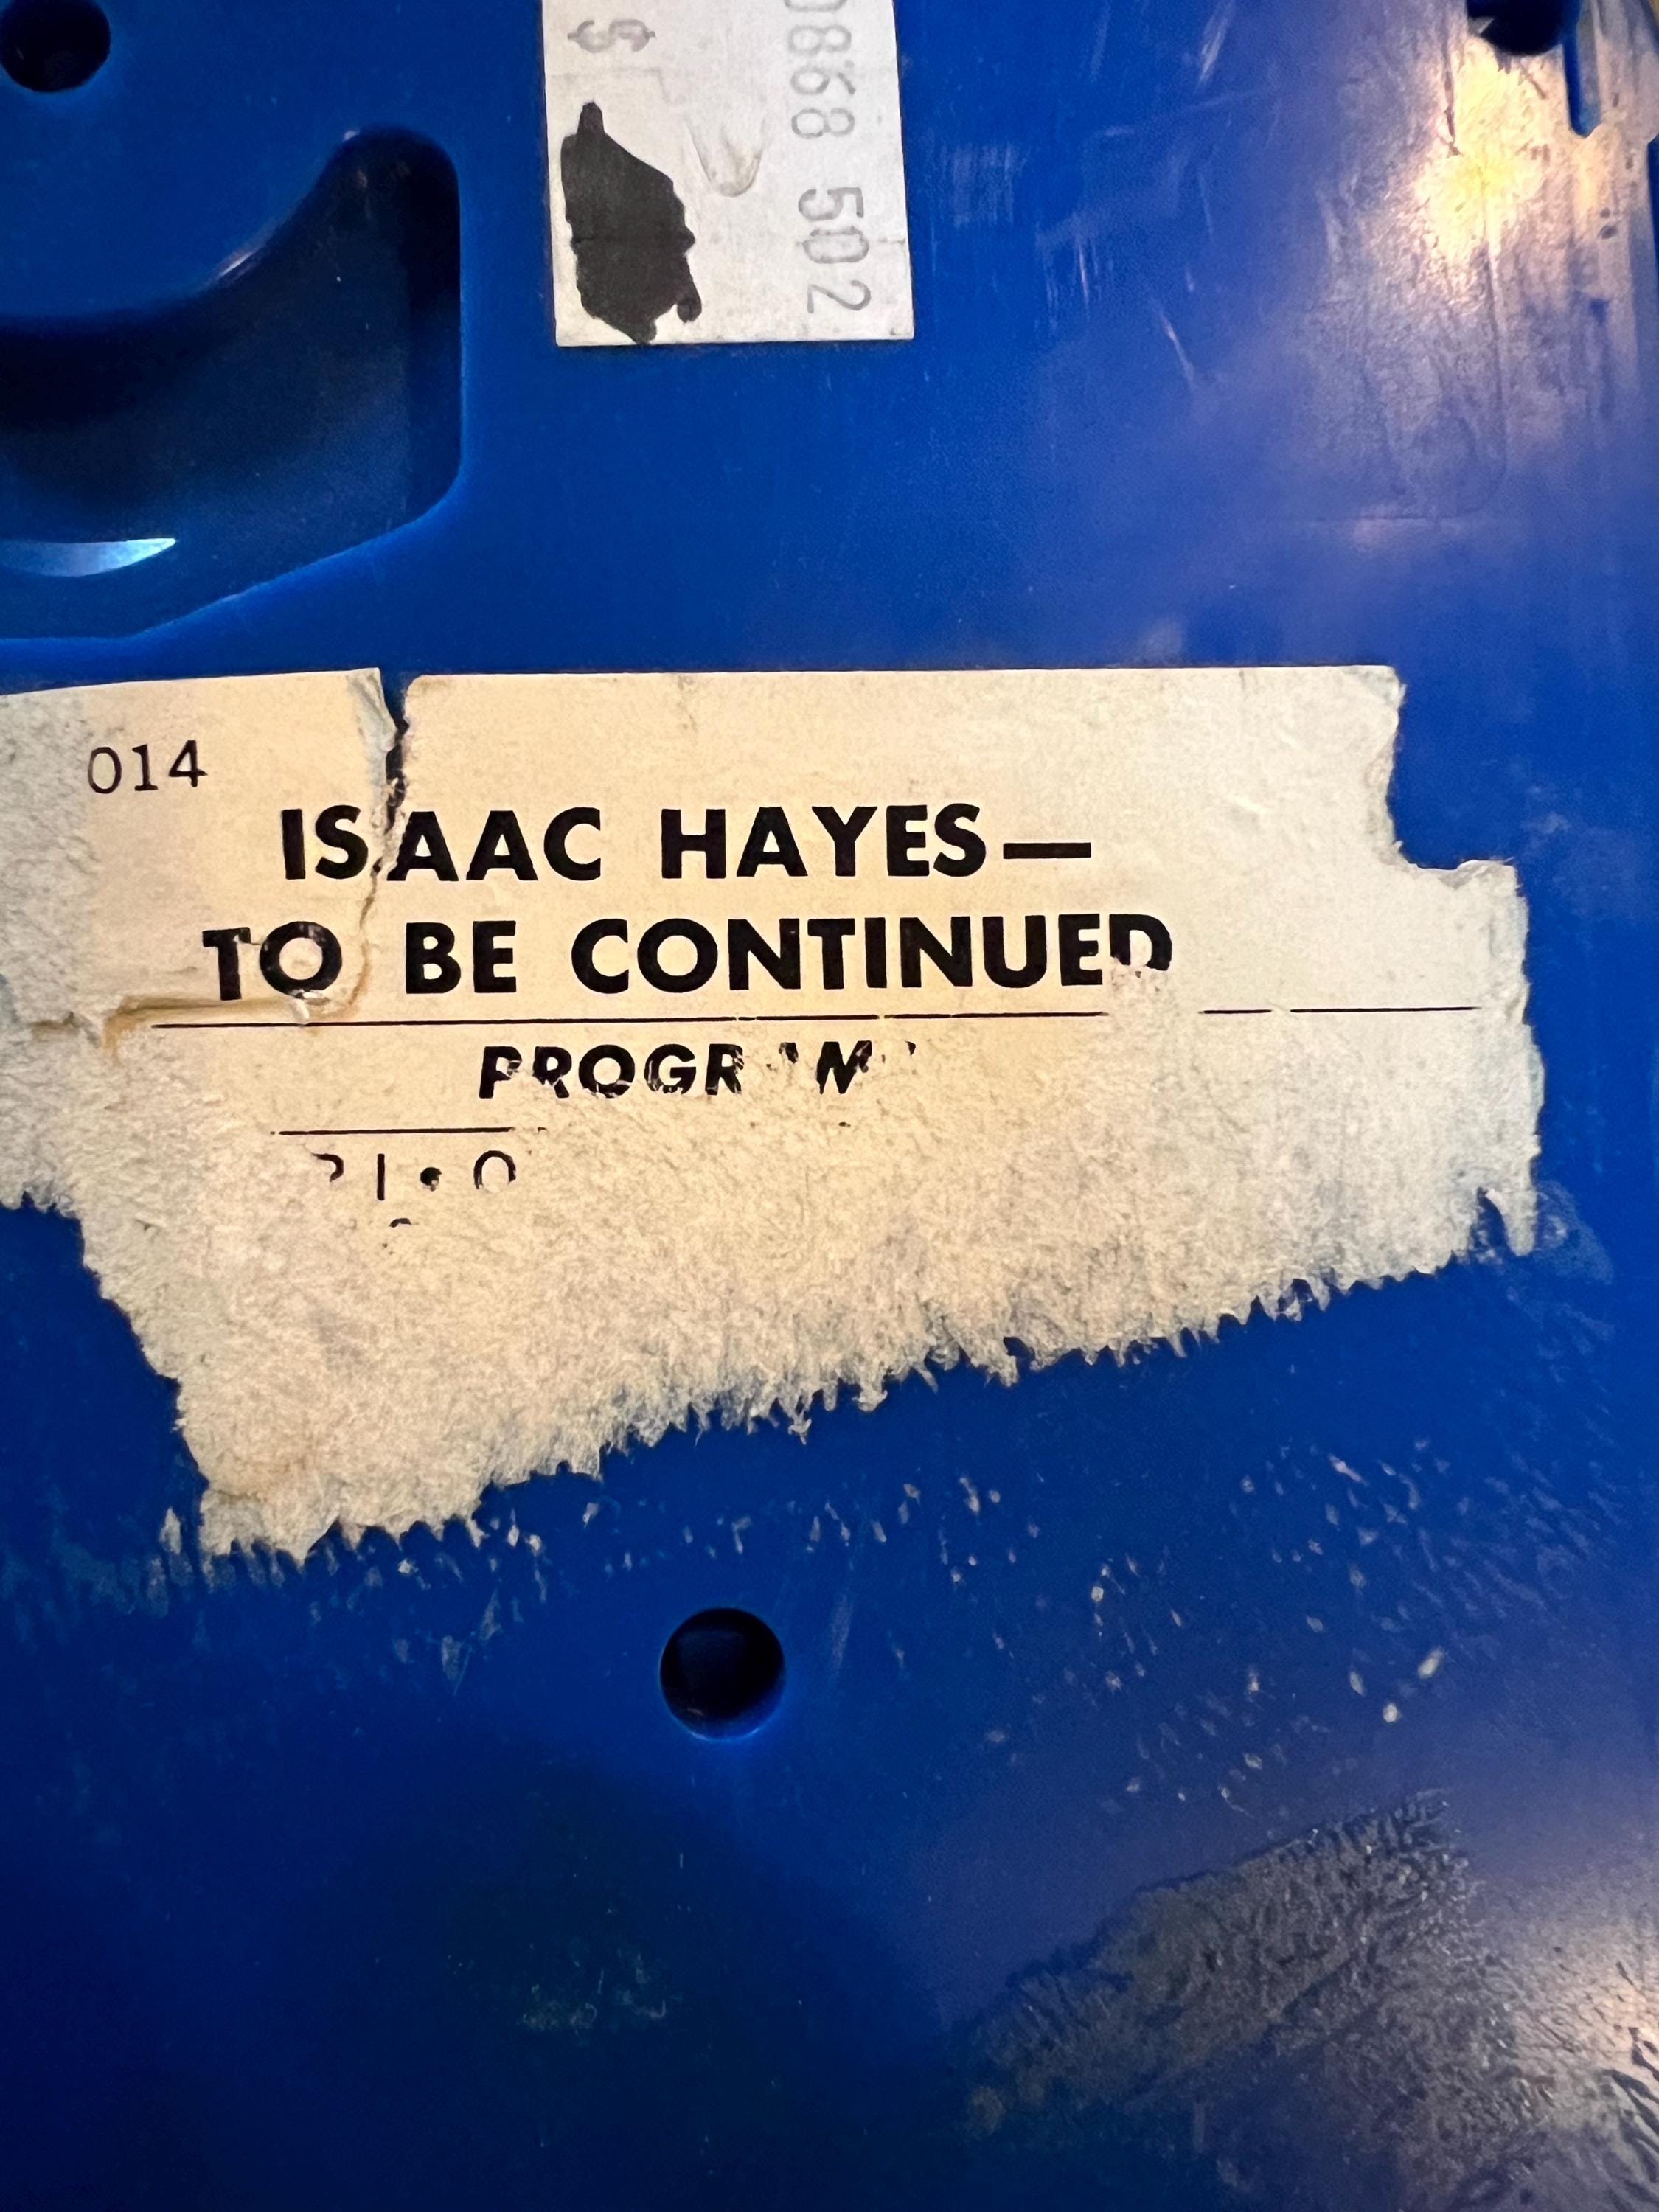 $
0868 502
014
ISAAC HAYES—
TO BE CONTINUED